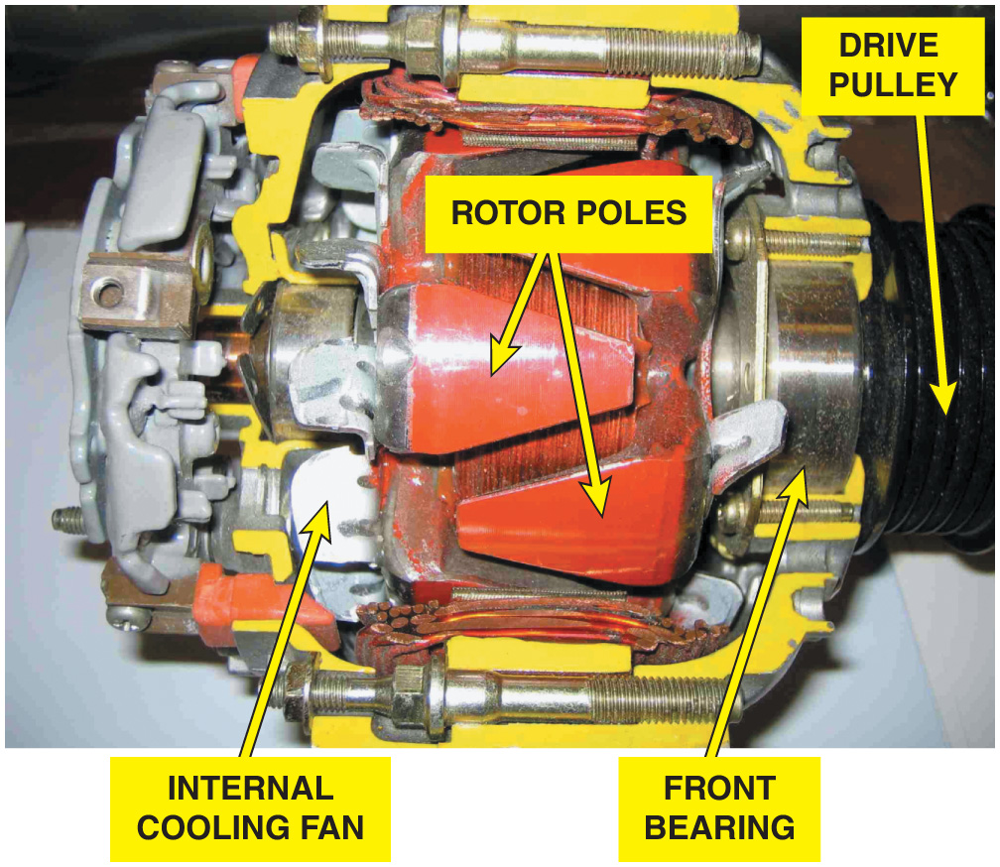 DRIVE
PULLEY
ROTOR POLES
INTERNAL
COOLING FAN
FRONT
BEARING